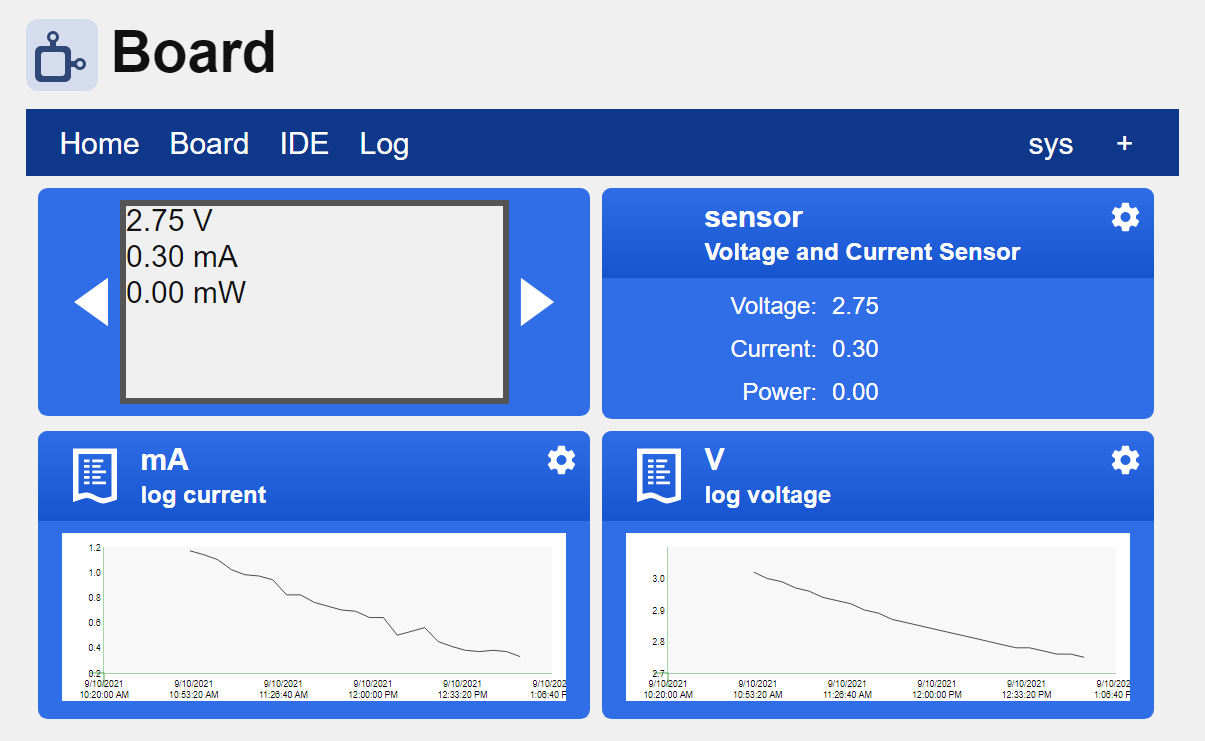 Board
Home Board IDE Log sys +
2.75 V
0.30 mA
0.00 mW
sensor
Voltage and Current Sensor
Voltage: 2.75
Current: 0.30
Power: 0.00
mA
log current
1.2
1.0
0.8
0.6
0.4
0.2
9/10/2021 9/10/2021 9/10/2021 9/10/2021 9/10/2021 9/10/202
10:20:00 AM 10:53:20 AM 11:26:40 AM 12:00:00 PM 12:33:20 PM 1:06:40 P
V
log voltage
3.0
2.9
2.8
2.7
9/10/2021 9/10/2021 9/10/2021 9/10/2021 9/10/2021 9/10/202
10:20:00 AM 10:53:20 AM 11:26:40 AM 12:00:00 PM 12:33:20 PM 1:06:40 P